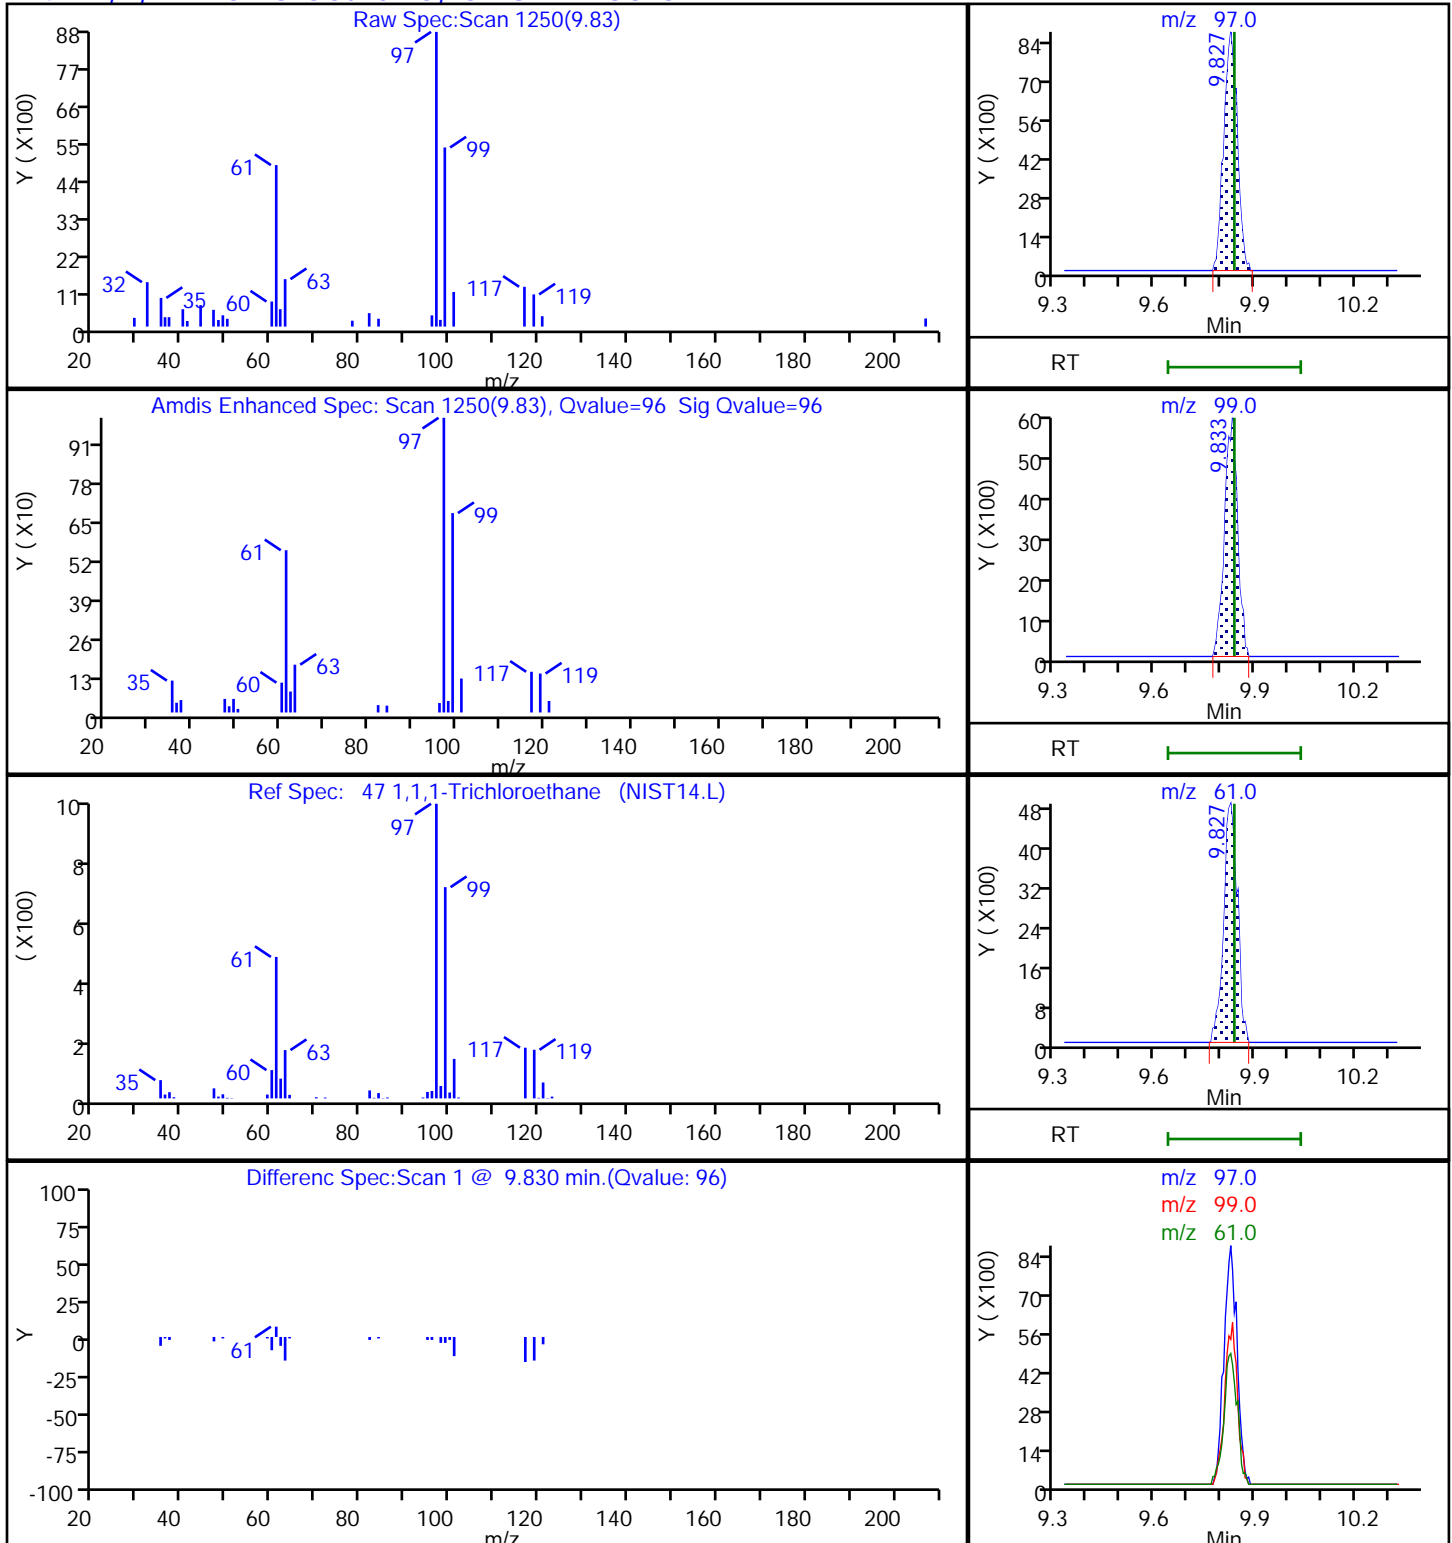 Raw Spec:Scan 1250(9.83)
Y ( X100)
88
77
66
55
44
33
22
11
0
97
99
61
32
35
60
63
117
119
20 40 60 80 100 120 140 160 180 200
m/z
m/z 97.0
Y ( X100)
84
70
56
42
28
14
0
9.827
9.3 9.6 9.9 10.2
Min
RT
Amdis Enhanced Spec: Scan 1250(9.83), Qvalue=96 Sig Qvalue=96
Y ( X10)
91
78
65
52
39
26
13
0
97
99
61
35
60
63
117
119
20 40 60 80 100 120 140 160 180 200
m/z
m/z 99.0
Y ( X100)
60
50
40
30
20
10
0
9.833
9.3 9.6 9.9 10.2
Min
RT
Ref Spec: 47 1,1,1-Trichloroethane (NIST14.L)
( X100)
10
8
6
4
2
0
97
99
61
35
60
63
117
119
20 40 60 80 100 120 140 160 180 200
m/z 61.0
Y ( X100)
48
40
32
24
16
8
0
9.827
9.3 9.6 9.9 10.2
Min
RT
Differenc Spec:Scan 1 @ 9.830 min.(Qvalue: 96)
Y
100
75
50
25
0
-25
-50
-75
-100
61
20 40 60 80 100 120 140 160 180 200
m/z
m/z 97.0
m/z 99.0
m/z 61.0
Y ( X100)
84
70
56
42
28
14
0
9.3 9.6 9.9 10.2
Min